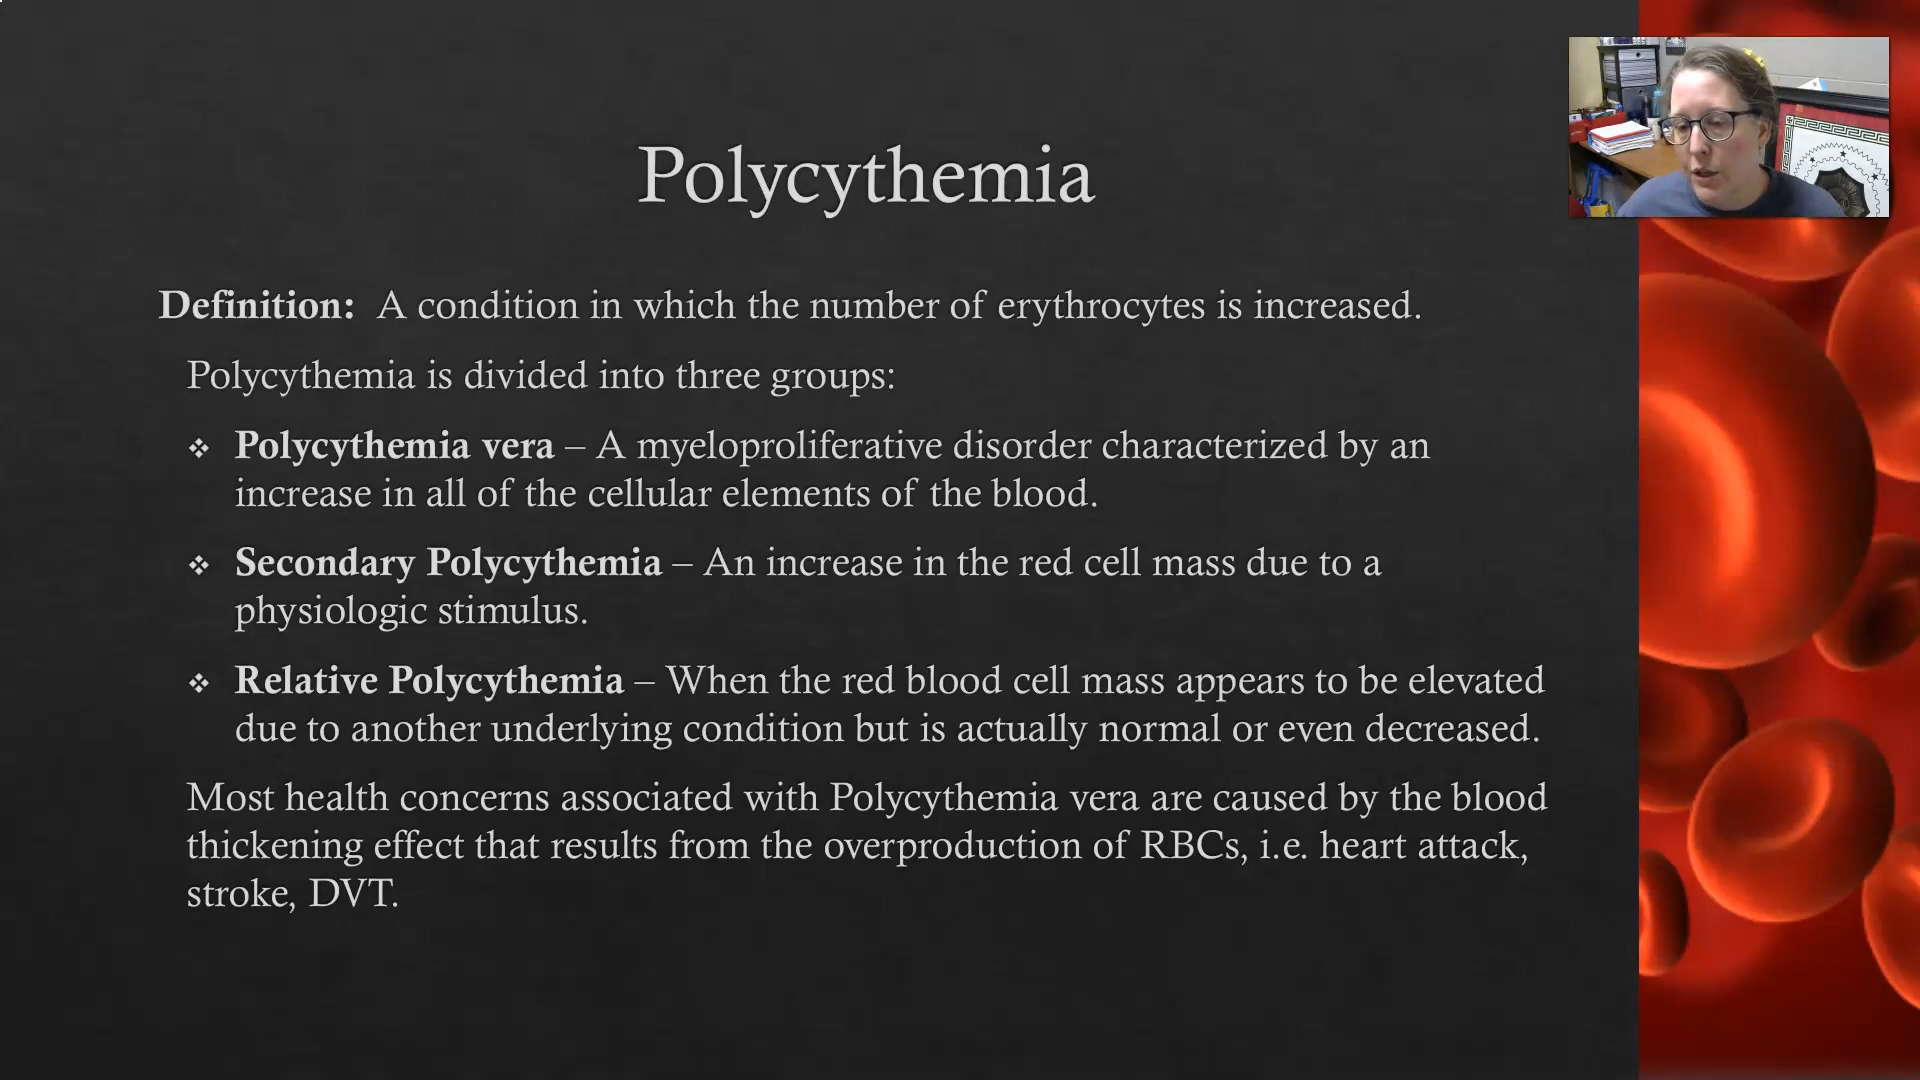 Polycythemia
Definition: A condition in which the number of erythrocytes is increased.
Polycythemia is divided into three groups:
❖ Polycythemia vera – A myeloproliferative disorder characterized by an
increase in all of the cellular elements of the blood.
❖ Secondary Polycythemia – An increase in the red cell mass due to a
physiologic stimulus.
❖ Relative Polycythemia – When the red blood cell mass appears to be elevated
due to another underlying condition but is actually normal or even decreased.
Most health concerns associated with Polycythemia vera are caused by the blood
thickening effect that results from the overproduction of RBCs, i.e. heart attack,
stroke, DVT.